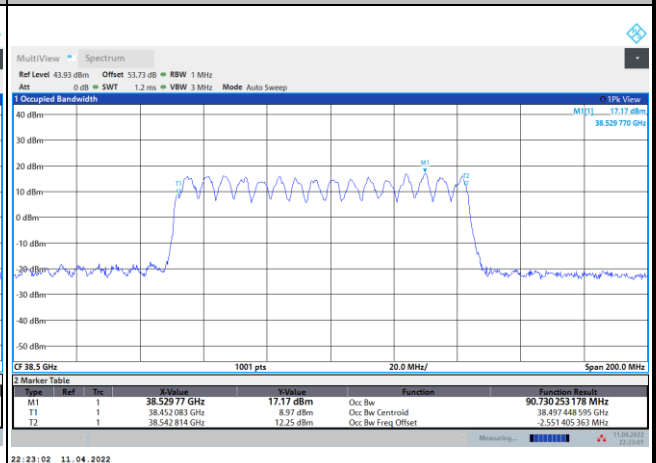 MultiView Spectrum
Ref Level 43.93 dBm Offset 53.73 dB RBW 1 MHz
Att 0 dB SWT 1.2 ms VBW 3 MHz Mode Auto Sweep
1 Occupied Bandwidth 1Pk View
M1[1] 17.17 dBm
38.529 770 GHz
40 dBm
30 dBm
20 dBm
M1
T1
T2
10 dBm
0 dBm
-10 dBm
-20 dBm
-30 dBm
-40 dBm
-50 dBm
CF 38.5 GHz 1001 pts 20.0 MHz/ Span 200.0 MHz
2 Marker Table
Type Ref Trc X-Value Y-Value Function Function Result
M1 1 38.529 77 GHz 17.17 dBm Occ Bw 90.730 253 178 MHz
T1 1 38.452 083 GHz 8.97 dBm Occ Bw Centroid 38.497 448 595 GHz
T2 1 38.542 814 GHz 12.25 dBm Occ Bw Freq Offset -2.551 405 363 MHz
Measuring... 11.04.2022
22:23:01
22:23:02 11.04.2022